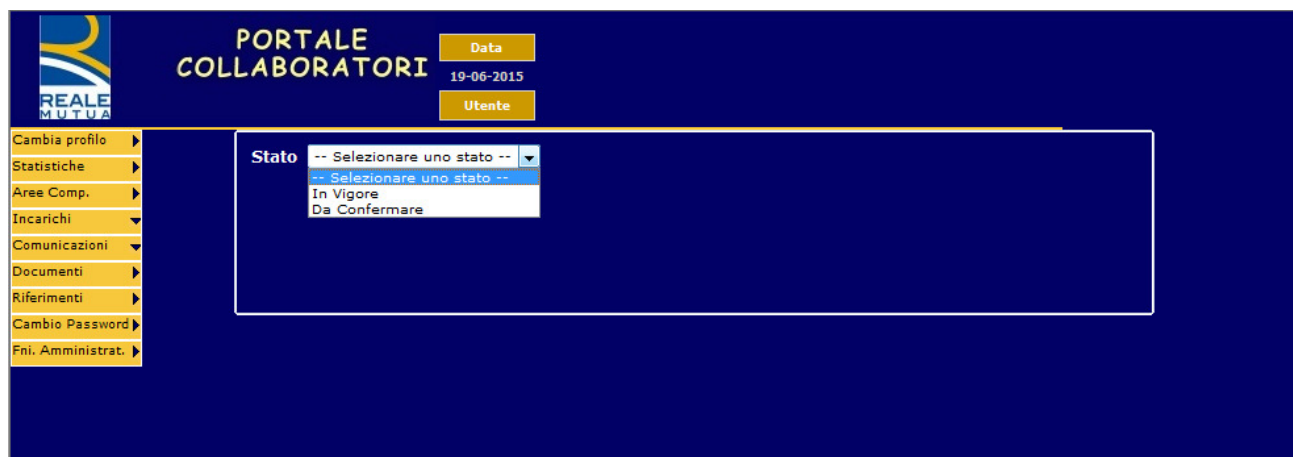 REALE
MUTUA
PORTALE
COLLABORATORI
Data
19-06-2015
Utente
Cambia profilo
Statistiche
Aree Comp.
Incarichi
Comunicazioni
Documenti
Riferimenti
Cambio Password
Fni. Amministrat.
Stato -- Selezionare uno stato --
-- Selezionare uno stato --
In Vigore
Da Confermare